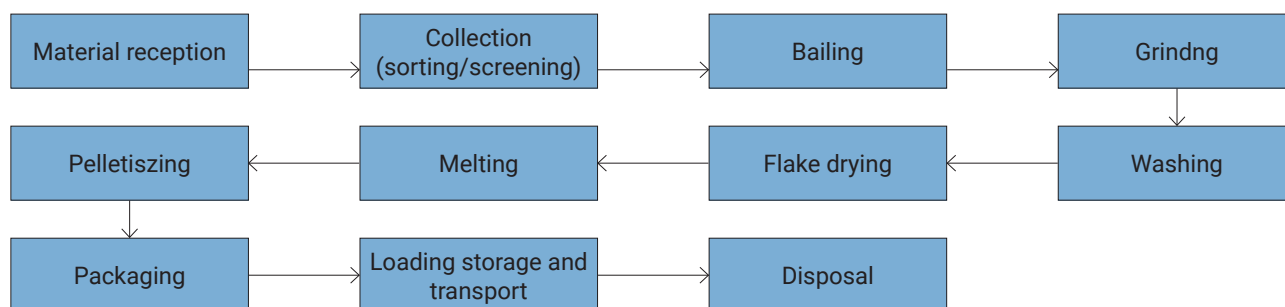 Material reception
Collection
(sorting/screening)
Bailing
Grindng
Pelletiszing
Melting
Flake drying
Washing
Packaging
Loading storage and
transport
Disposal